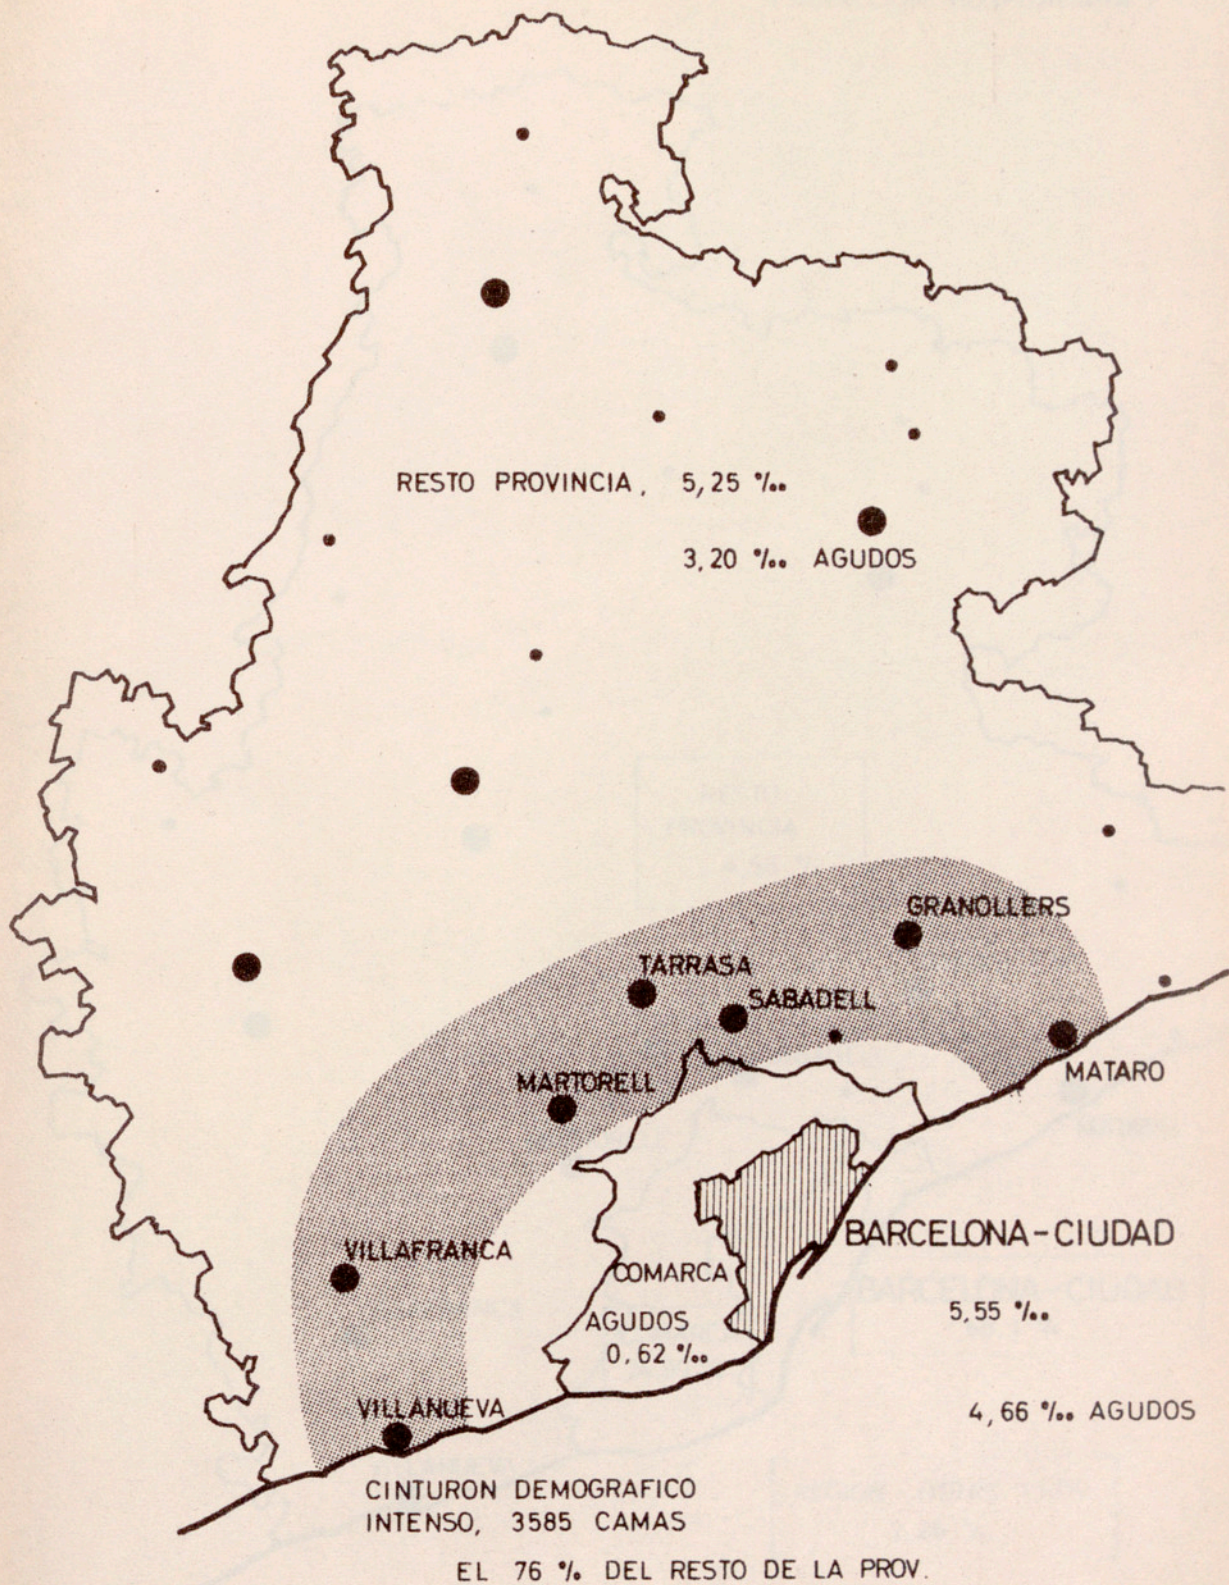 RESTO PROVINCIA, 5,25 ‰
3,20 ‰ AGUDOS
GRANOLLERS
TARRASA
SABADELL
MARTORELL
MATARO
VILLAFRANCA
COMARCA
AGUDOS
0,62 ‰
BARCELONA-CIUDAD
5,55 ‰
4,66 ‰ AGUDOS
VILLANUEVA
CINTURON DEMOGRAFICO
INTENSO, 3585 CAMAS
EL 76 % DEL RESTO DE LA PROV.